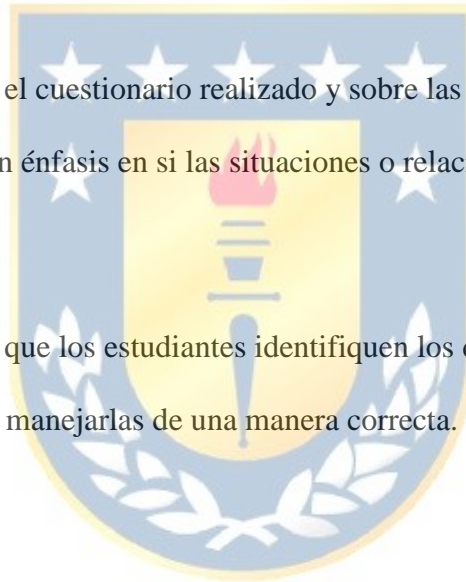 el cuestionario realizado y sobre las
n énfasis en si las situaciones o relac
que los estudiantes identifiquen los
manejarlas de una manera correcta.